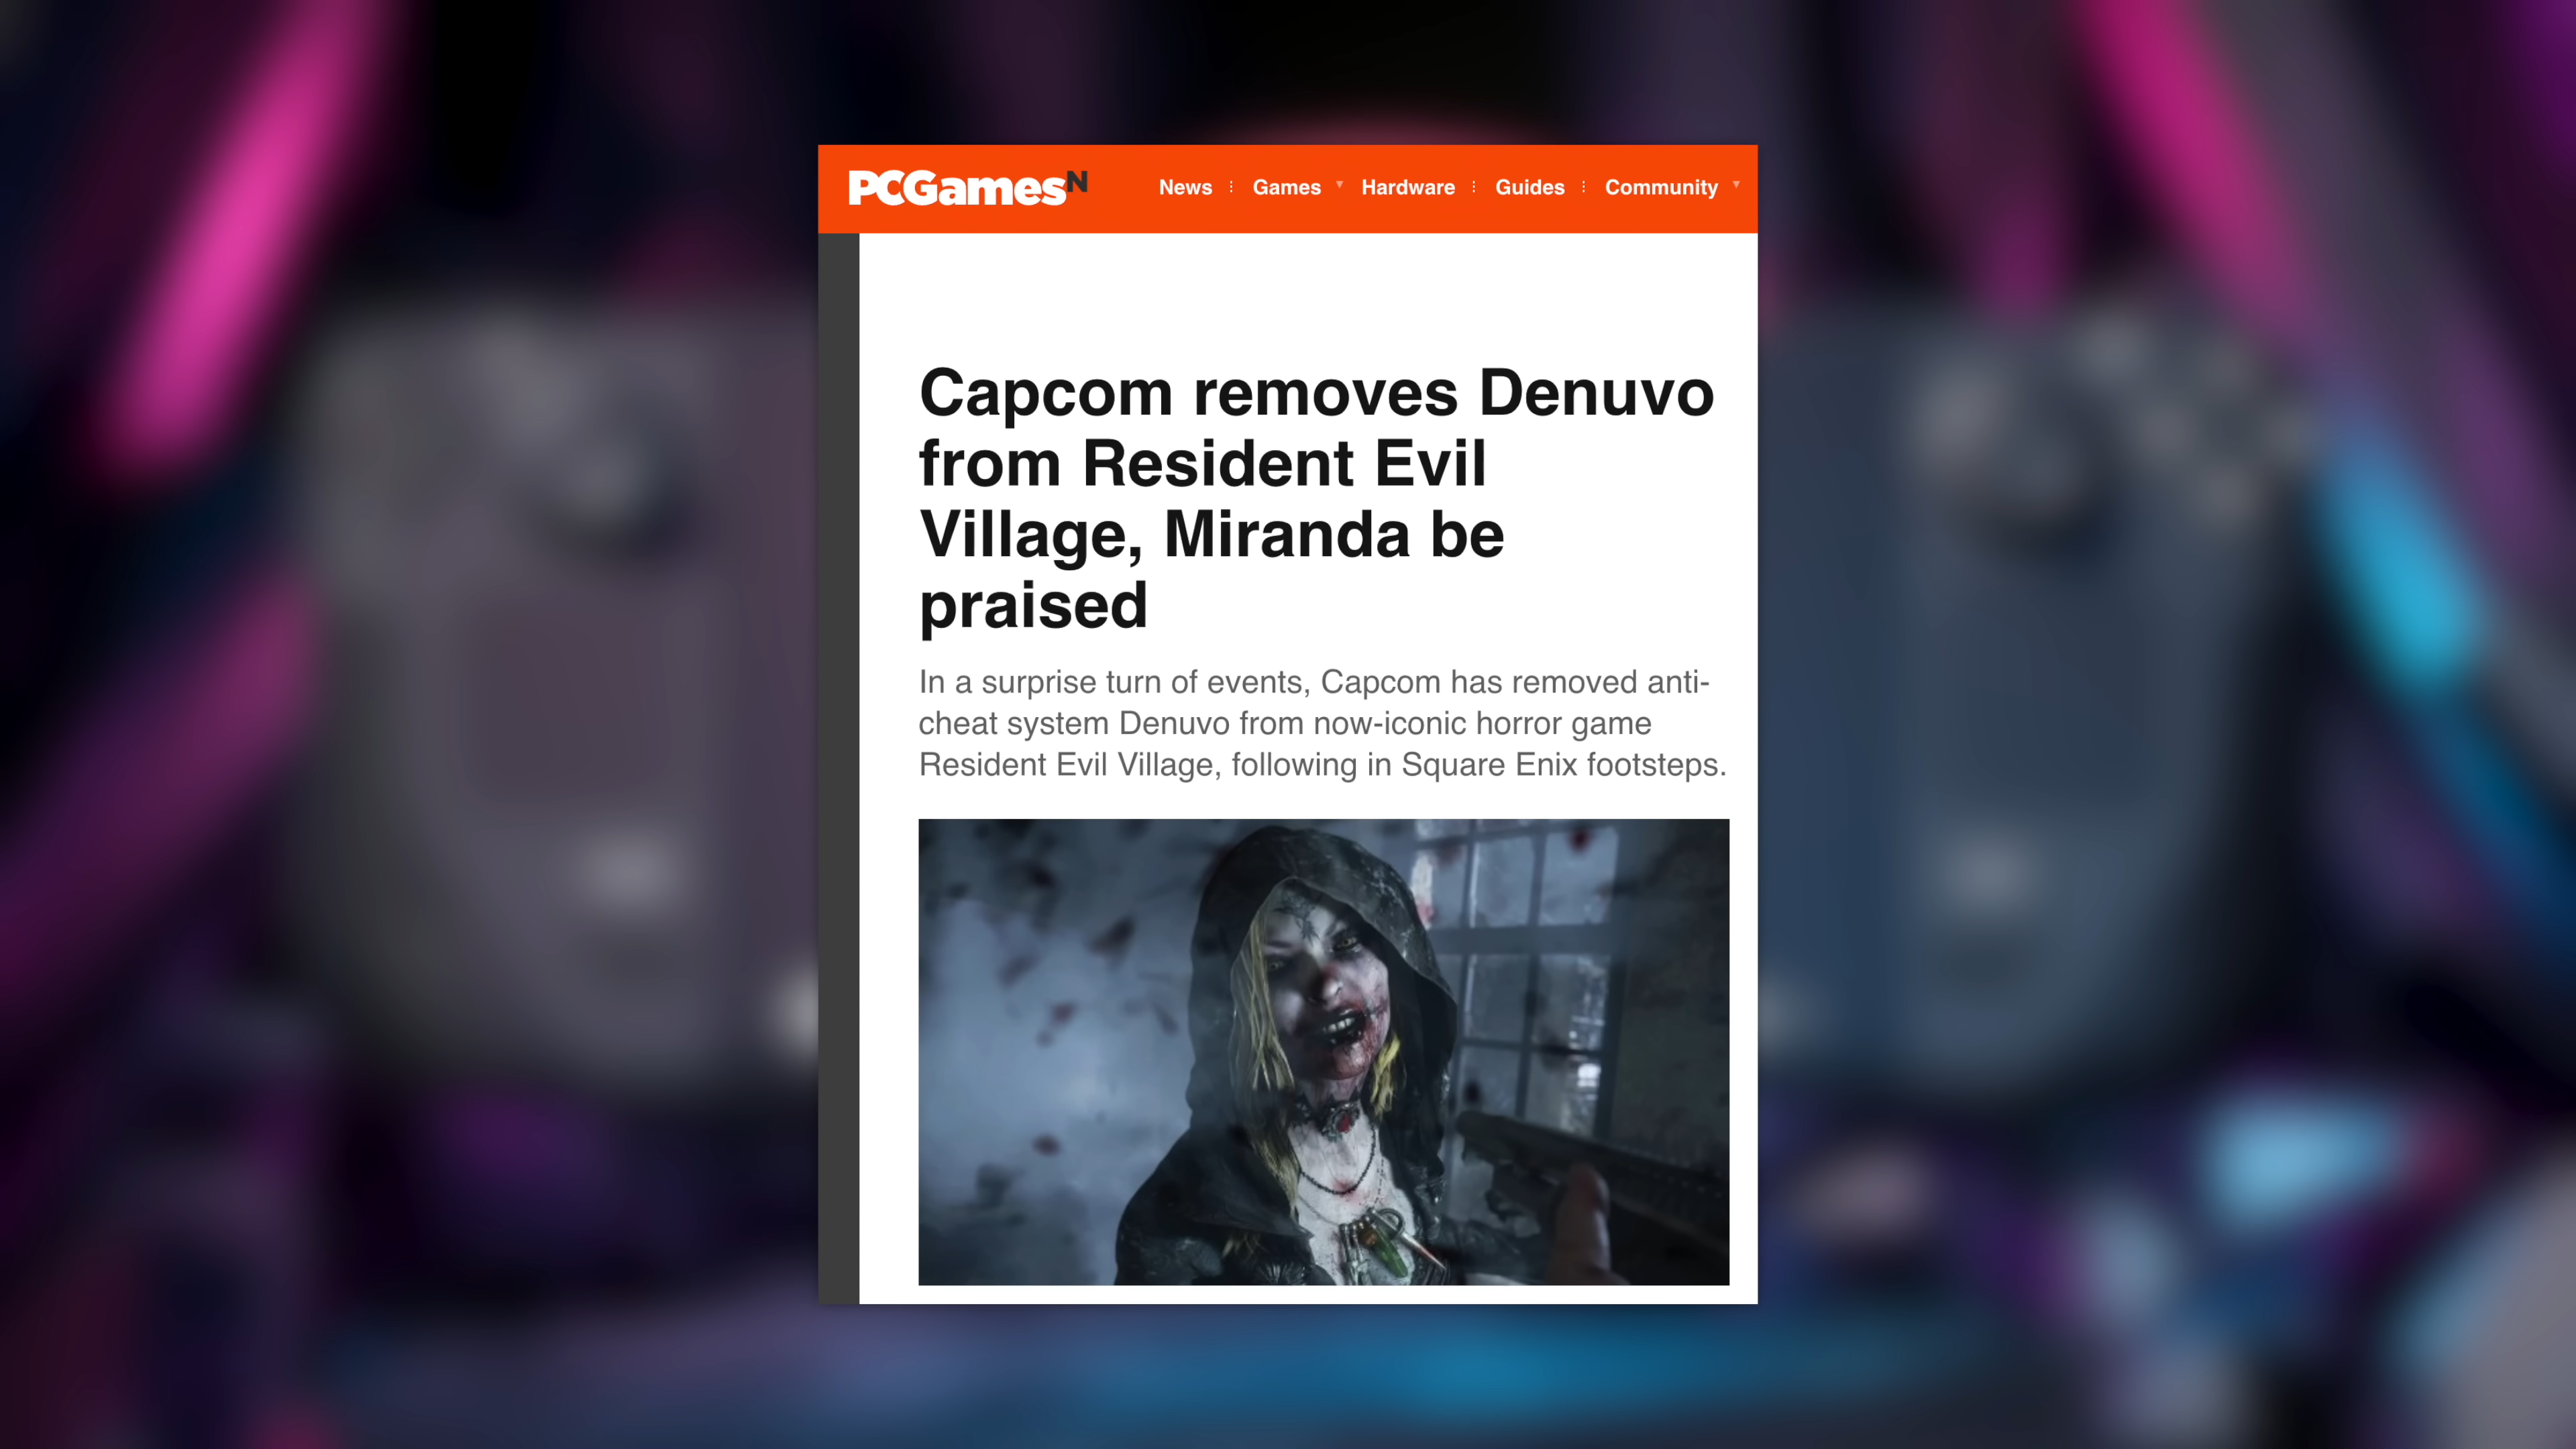 PCGamesN
News
Games
Hardware
Guides
Community
Capcom removes Denuvo
from Resident Evil
Village, Miranda be
praised
In a surprise turn of events, Capcom has removed anti-
cheat system Denuvo from now-iconic horror game
Resident Evil Village, following in Square Enix footsteps.